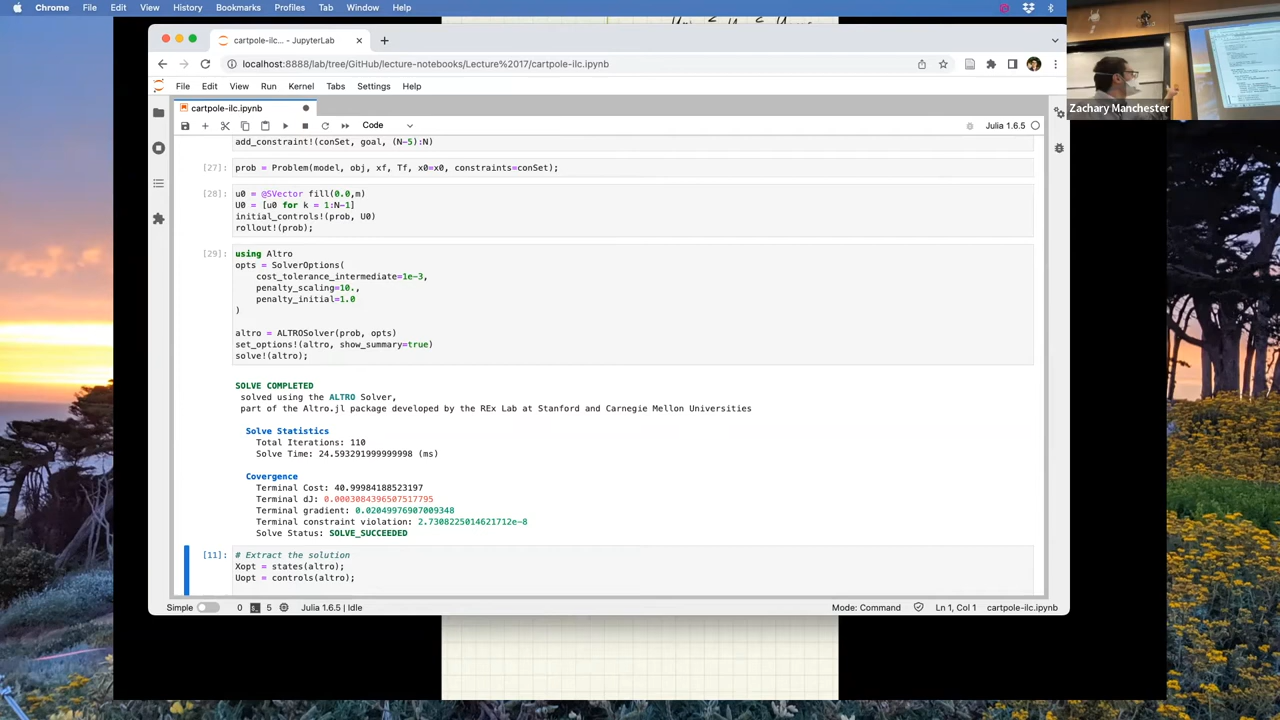 Chrome File Edit View History Bookmarks Profiles Tab Window Help
cartpole-ilc... - JupyterLab
localhost:8888/lab/tree/GitHub/lecture-notebooks/Lecture%2017/cartpole-ilc.ipynb
File Edit View Run Kernel Tabs Settings Help
cartpole-ilc.ipynb
Code
Julia 1.6.5
Zachary Manchester
add_constraint!(conSet, goal, (N-5):N)
[27]: prob = Problem(model, obj, xf, Tf, x0=x0, constraints=conSet);
[28]: u0 = @SVector fill(0.0,m)
U0 = [u0 for k = 1:N-1]
initial_controls!(prob, U0)
rollout!(prob);
[29]: using Altro
opts = SolverOptions(
cost_tolerance_intermediate=1e-3,
penalty_scaling=10.,
penalty_initial=1.0
)
altro = ALTROSolver(prob, opts)
set_options!(altro, show_summary=true)
solve!(altro);
SOLVE COMPLETED
solved using the ALTRO Solver,
part of the Altro.jl package developed by the REx Lab at Stanford and Carnegie Mellon Universities
Solve Statistics
Total Iterations: 110
Solve Time: 24.593291999999998 (ms)
Covergence
Terminal Cost: 40.99984188523197
Terminal dJ: 0.0003084396507517795
Terminal gradient: 0.02049976907009348
Terminal constraint violation: 2.7308225014621712e-8
Solve Status: SOLVE_SUCCEEDED
[11]: # Extract the solution
Xopt = states(altro);
Uopt = controls(altro);
Simple 0 5 Julia 1.6.5 | Idle Mode: Command Ln 1, Col 1 cartpole-ilc.ipynb